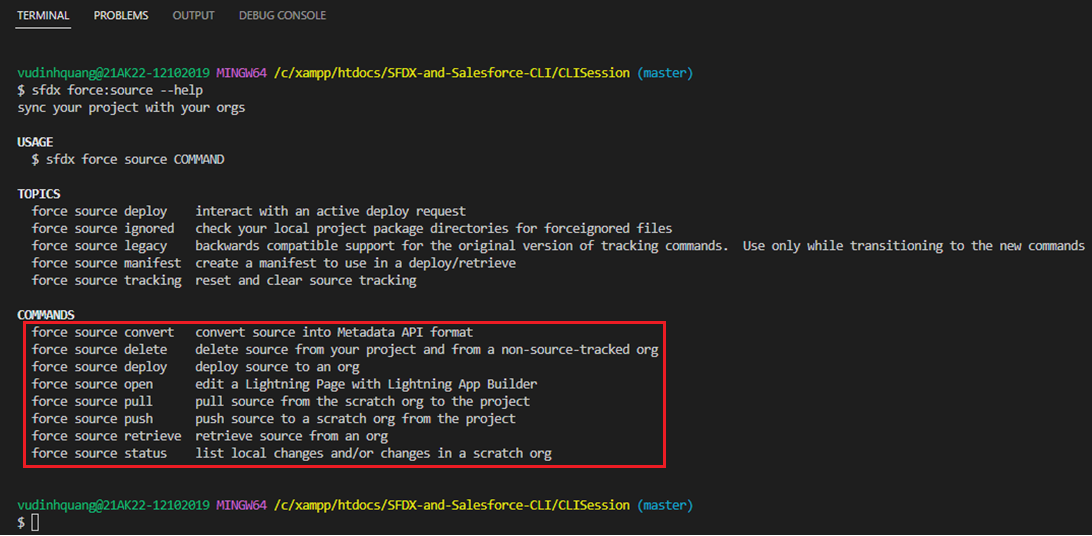 TERMINAL PROBLEMS OUTPUT DEBUG CONSOLE
vudinhquang@21AK22-12102019 MINGW64 /c/xampp/htdocs/SFDX-and-Salesforce-CLI/CLISession (master)
$ sfdx force:source --help
sync your project with your orgs
USAGE
$ sfdx force source COMMAND
TOPICS
force source deploy interact with an active deploy request
force source ignored check your local project package directories for forceignored files
force source legacy backwards compatible support for the original version of tracking commands. Use only while transitioning to the new commands
force source manifest create a manifest to use in a deploy/retrieve
force source tracking reset and clear source tracking
COMMANDS
force source convert convert source into Metadata API format
force source delete delete source from your project and from a non-source-tracked org
force source deploy deploy source to an org
force source open edit a Lightning Page with Lightning App Builder
force source pull pull source from the scratch org to the project
force source push push source to a scratch org from the project
force source retrieve retrieve source from an org
force source status list local changes and/or changes in a scratch org
vudinhquang@21AK22-12102019 MINGW64 /c/xampp/htdocs/SFDX-and-Salesforce-CLI/CLISession (master)
$